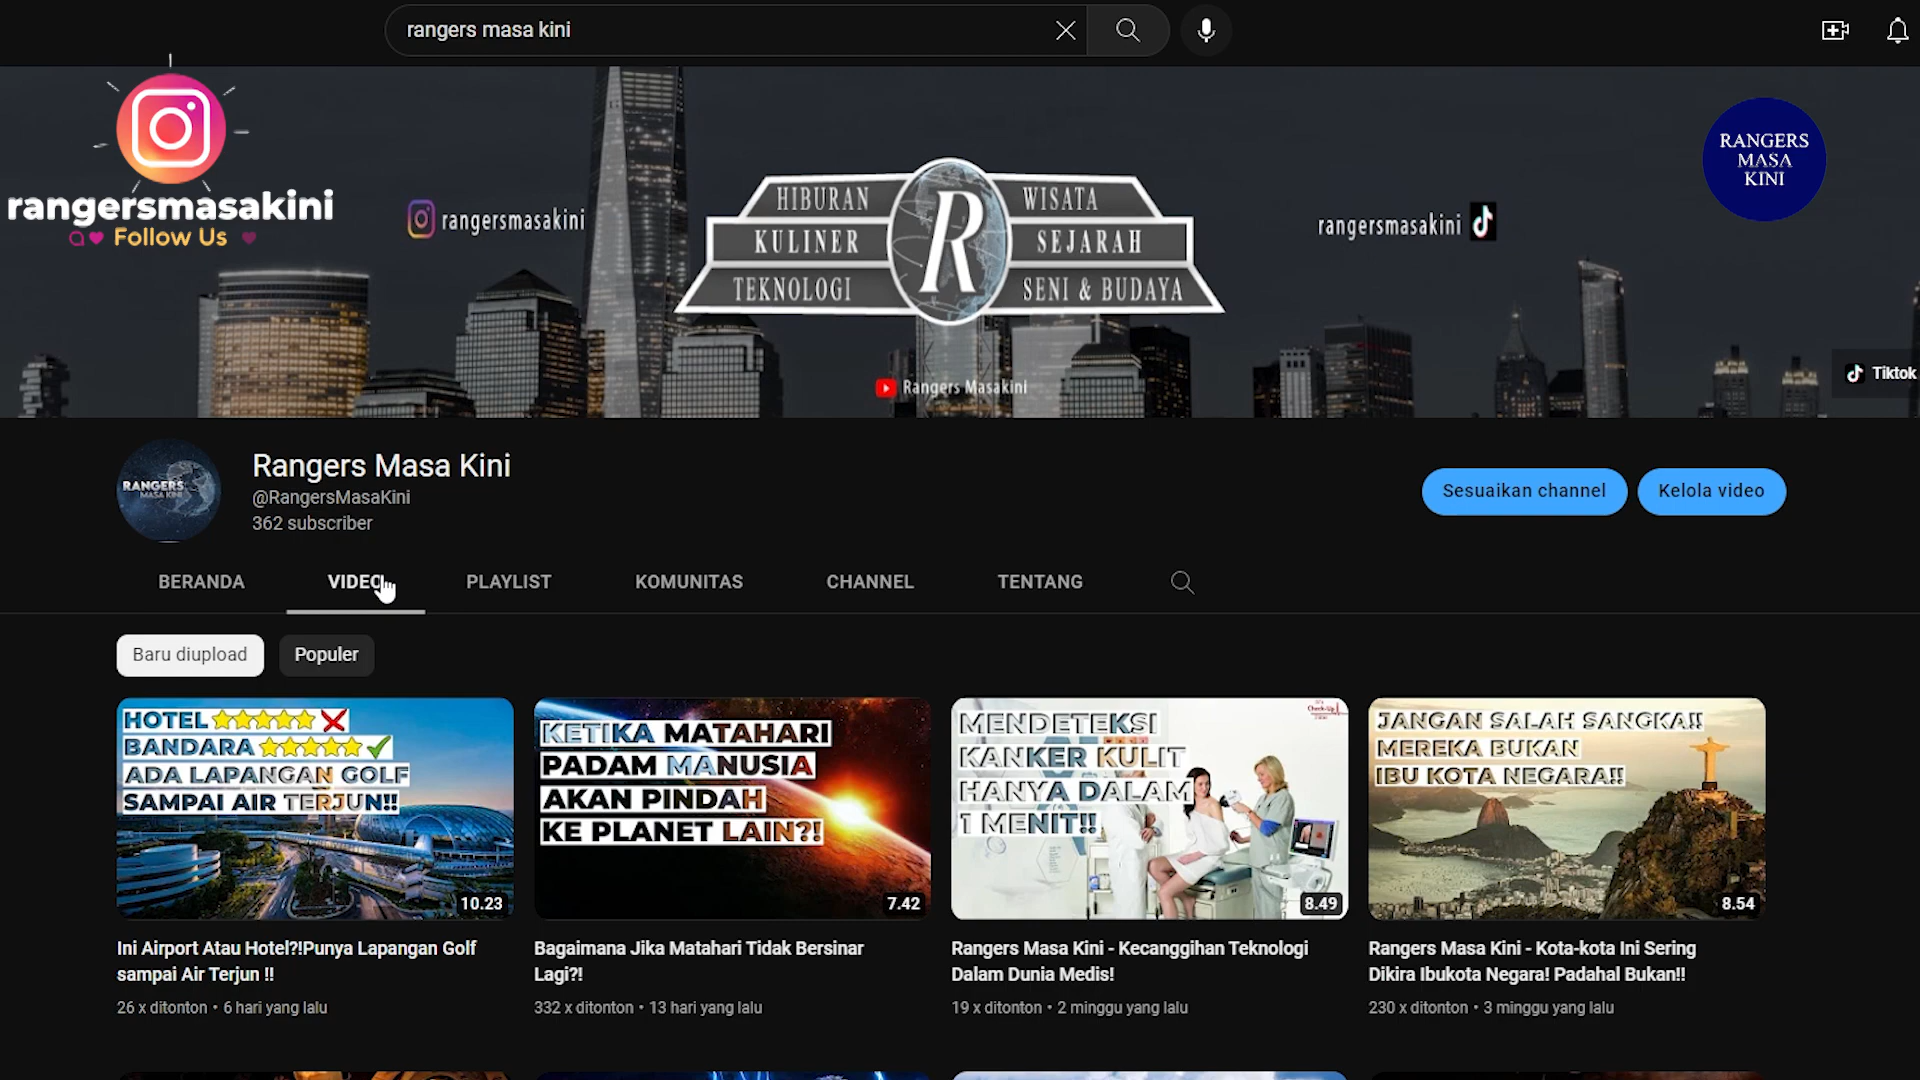 rangers masa kini
rangersmasakini
Follow Us
rangersmasakini
HIBURAN
KULINER
TEKNOLOGI
R
WISATA
SEJARAH
SENI & BUDAYA
rangersmasakini
RANGERS
MASA
KINI
Rangers Masakini
Tiktok
RANGERS
MASA KINI
Rangers Masa Kini
@RangersMasaKini
362 subscriber
Sesuaikan channel
Kelola video
BERANDA
VIDEO
PLAYLIST
KOMUNITAS
CHANNEL
TENTANG
Baru diupload
Populer
HOTEL
BANDARA
ADA LAPANGAN GOLF
SAMPAI AIR TERJUN!!
10.23
Ini Airport Atau Hotel?!Punya Lapangan Golf
sampai Air Terjun !!
26 x ditonton • 6 hari yang lalu
KETIKA MATAHARI
PADAM MANUSIA
AKAN PINDAH
KE PLANET LAIN?!
7.42
Bagaimana Jika Matahari Tidak Bersinar
Lagi?!
332 x ditonton • 13 hari yang lalu
MENDETEKSI
KANKER KULIT
HANYA DALAM
1 MENIT!!
Check-Up
8.49
Rangers Masa Kini - Kecanggihan Teknologi
Dalam Dunia Medis!
19 x ditonton • 2 minggu yang lalu
JANGAN SALAH SANGKA!!
MEREKA BUKAN
IBU KOTA NEGARA!!
8.54
Rangers Masa Kini - Kota-kota Ini Sering
Dikira Ibukota Negara! Padahal Bukan!!
230 x ditonton • 3 minggu yang lalu